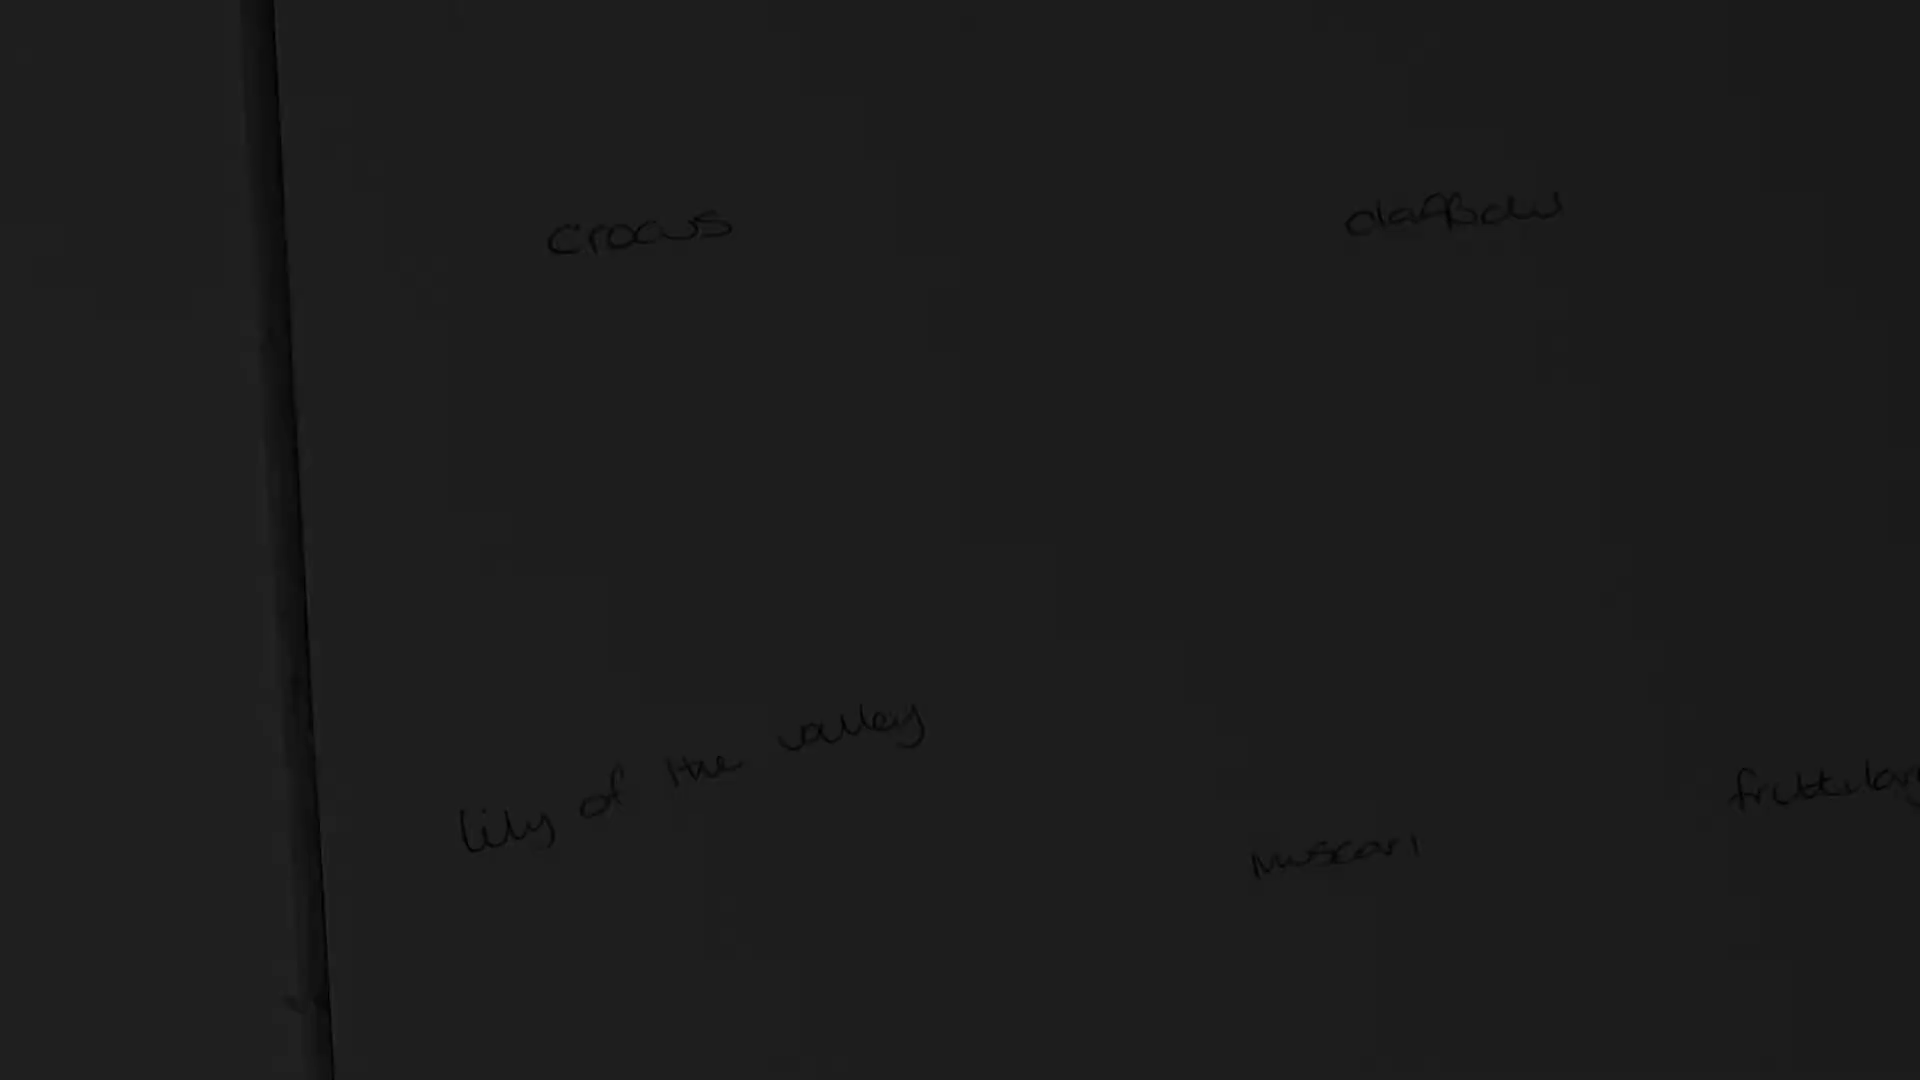 crocus
daffodil
lily of the valley
muscari